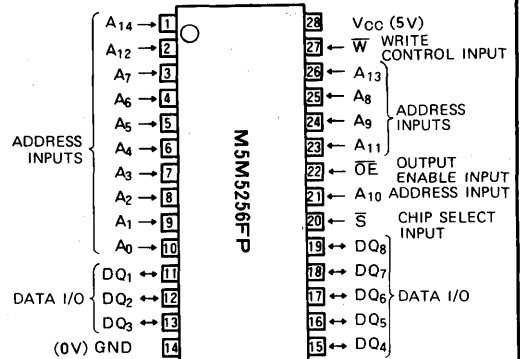 A14 → 1
A12 → 2
A7 → 3
A6 → 4
A5 → 5
A4 → 6
A3 → 7
A2 → 8
A1 → 9
A0 → 10
ADDRESS
INPUTS
DQ1 ↔ 11
DQ2 ↔ 12
DQ3 ↔ 13
DATA I/O
(0V) GND 14
M5M5256FP
28 VCC (5V)
27 ← W̅ WRITE
CONTROL INPUT
26 ← A13
25 ← A8
24 ← A9
23 ← A11
ADDRESS
INPUTS
22 ← O̅E̅ OUTPUT
ENABLE INPUT
21 ← A10 ADDRESS INPUT
20 ← S̅ CHIP SELECT
INPUT
19 ↔ DQ8
18 ↔ DQ7
17 ↔ DQ6
16 ↔ DQ5
15 ↔ DQ4
DATA I/O